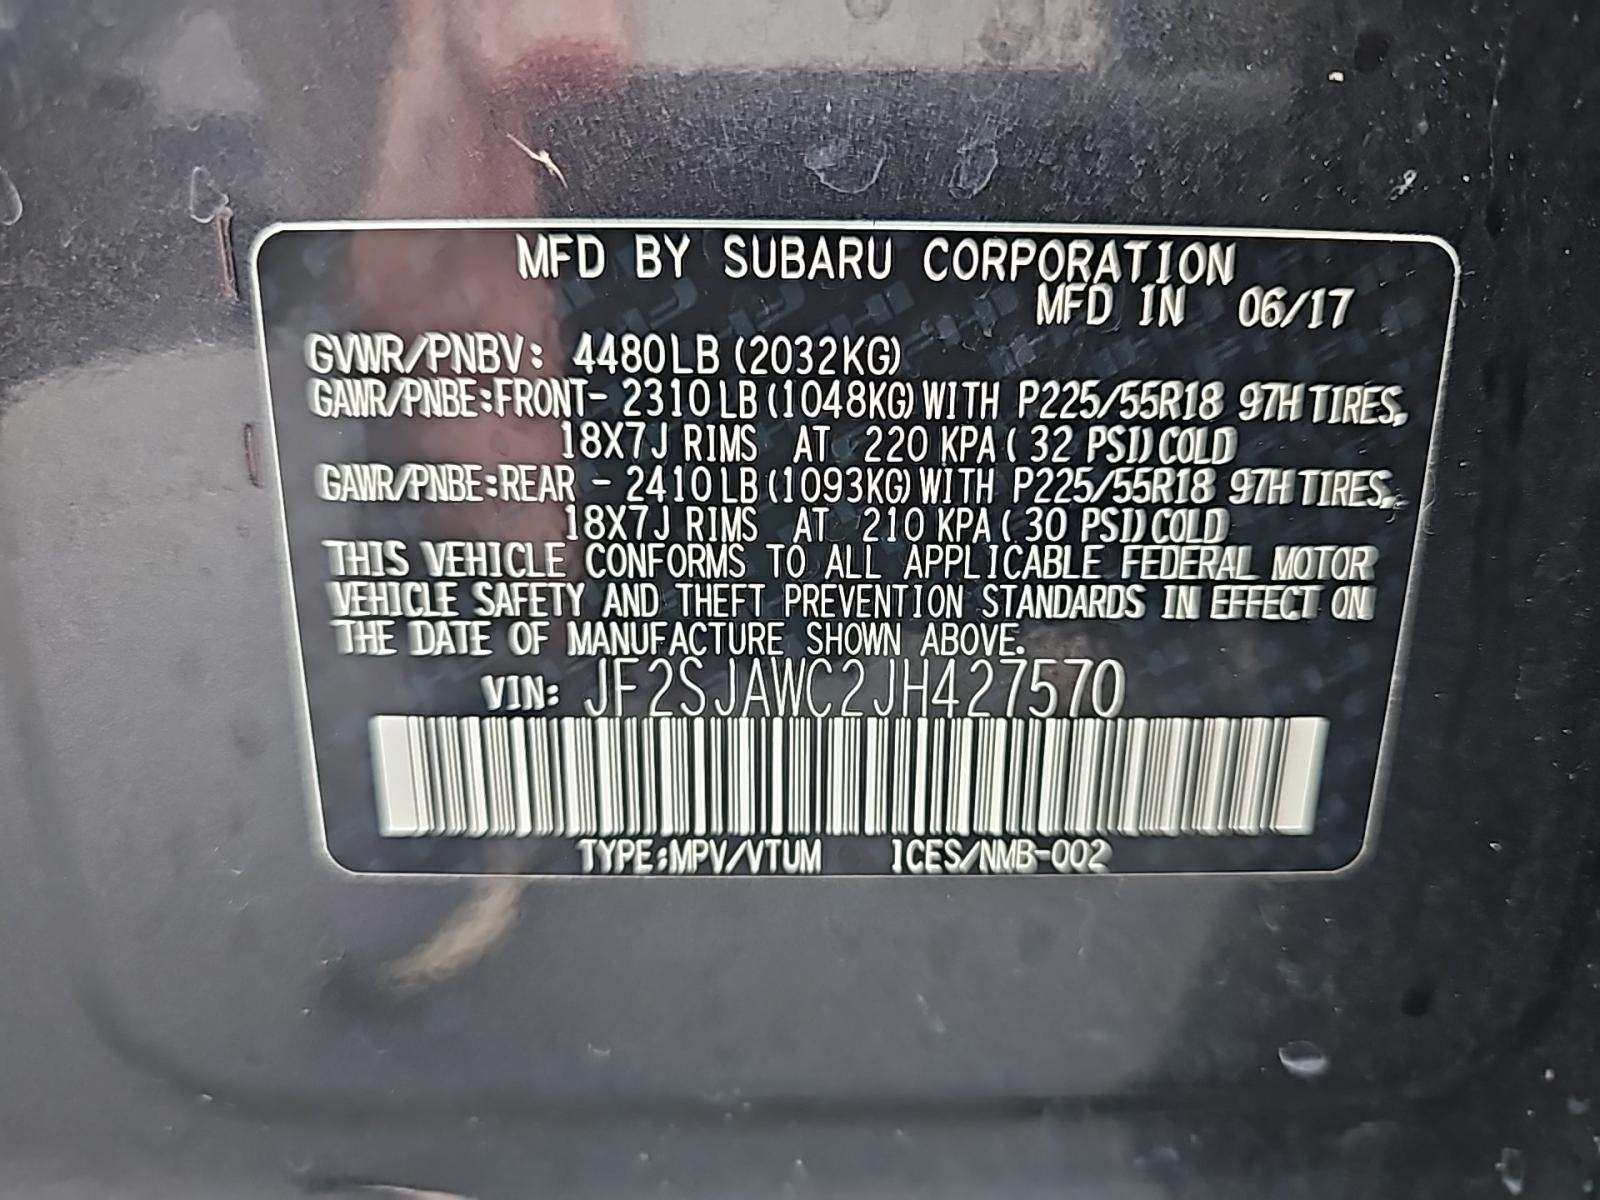 MFD BY SUBARU CORPORATION
MFD IN 06/17
GVWR/PNBV: 4480LB (2032KG)
GAWR/PNBE:FRONT- 2310LB (1048KG) WITH P225/55R18 97H TIRES,
18X7J RIMS AT 220 KPA ( 32 PSI) COLD
GAWR/PNBE:REAR - 2410LB (1093KG) WITH P225/55R18 97H TIRES,
18X7J RIMS AT 210 KPA ( 30 PSI) COLD
THIS VEHICLE CONFORMS TO ALL APPLICABLE FEDERAL MOTOR
VEHICLE SAFETY AND THEFT PREVENTION STANDARDS IN EFFECT ON
THE DATE OF MANUFACTURE SHOWN ABOVE.
VIN: JF2SJAWC2JH427570
TYPE:MPV/VTUM ICES/NMB-002